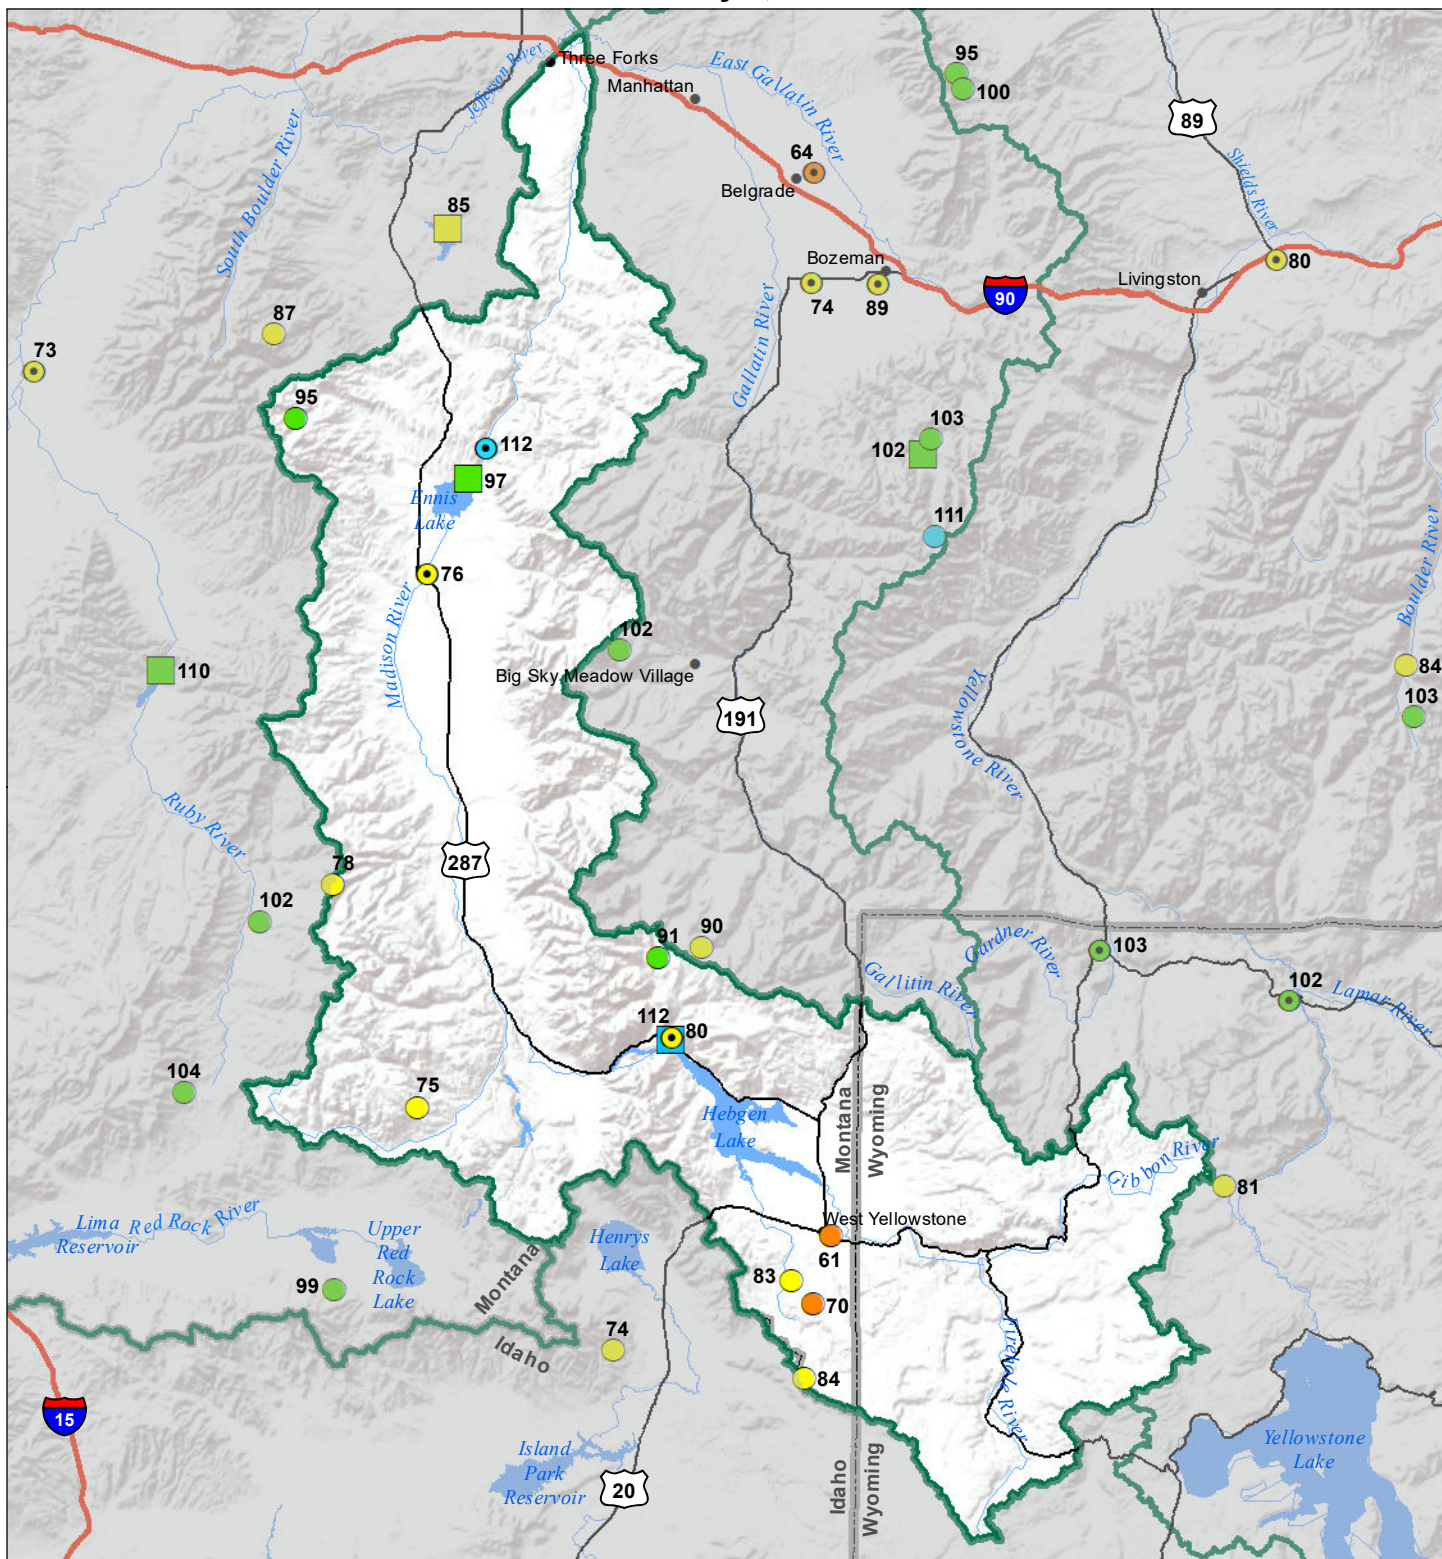 Three Forks
Jefferson River
Manhattan
East Gallatin River
95
100
89
Shields River
64
Belgrade
South Boulder River
85
Bozeman
80
Livingston
74
89
90
87
73
Gallatin River
95
112
103
102
97
Ennis
Lake
111
Boulder River
76
Madison River
102
Big Sky Meadow Village
84
110
103
191
Yellowstone River
Ruby River
287
78
102
91
90
Gardner River
103
Gallitin River
102
Lamar River
112
80
104
75
Hebgen
Lake
Montana
Wyoming
Gibbon River
81
Lima
Reservoir
Red Rock River
Upper
Red
Rock
Lake
Henrys
Lake
West Yellowstone
61
Montana
Idaho
99
83
70
74
84
Firehole River
15
Island
Park
Reservoir
20
Idaho
Wyoming
Yellowstone
Lake